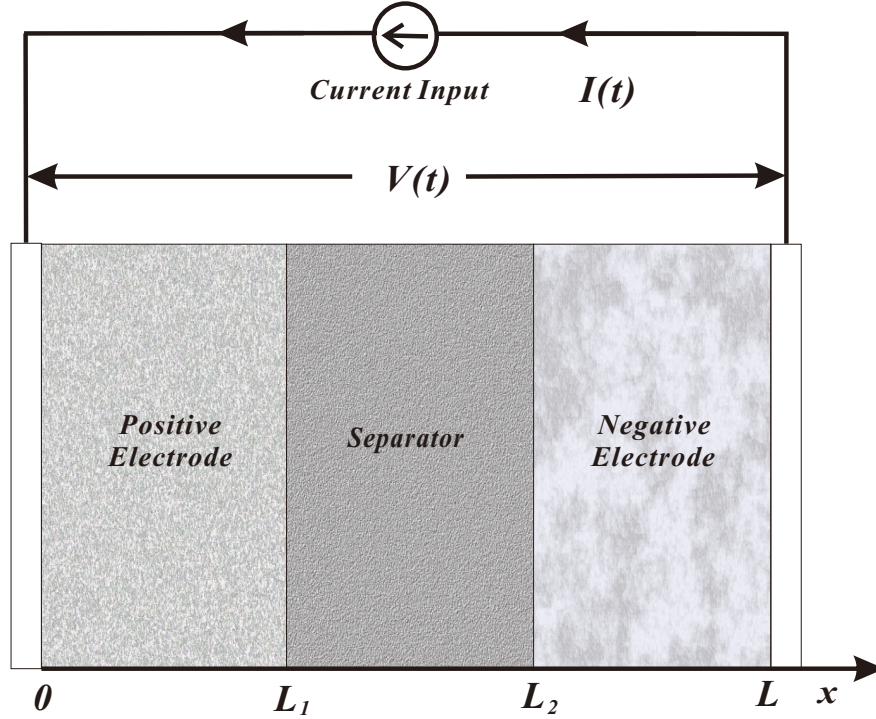 Current Input
I(t)
V(t)
Positive
Electrode
Separator
Negative
Electrode
0
L₁
L₂
L
x